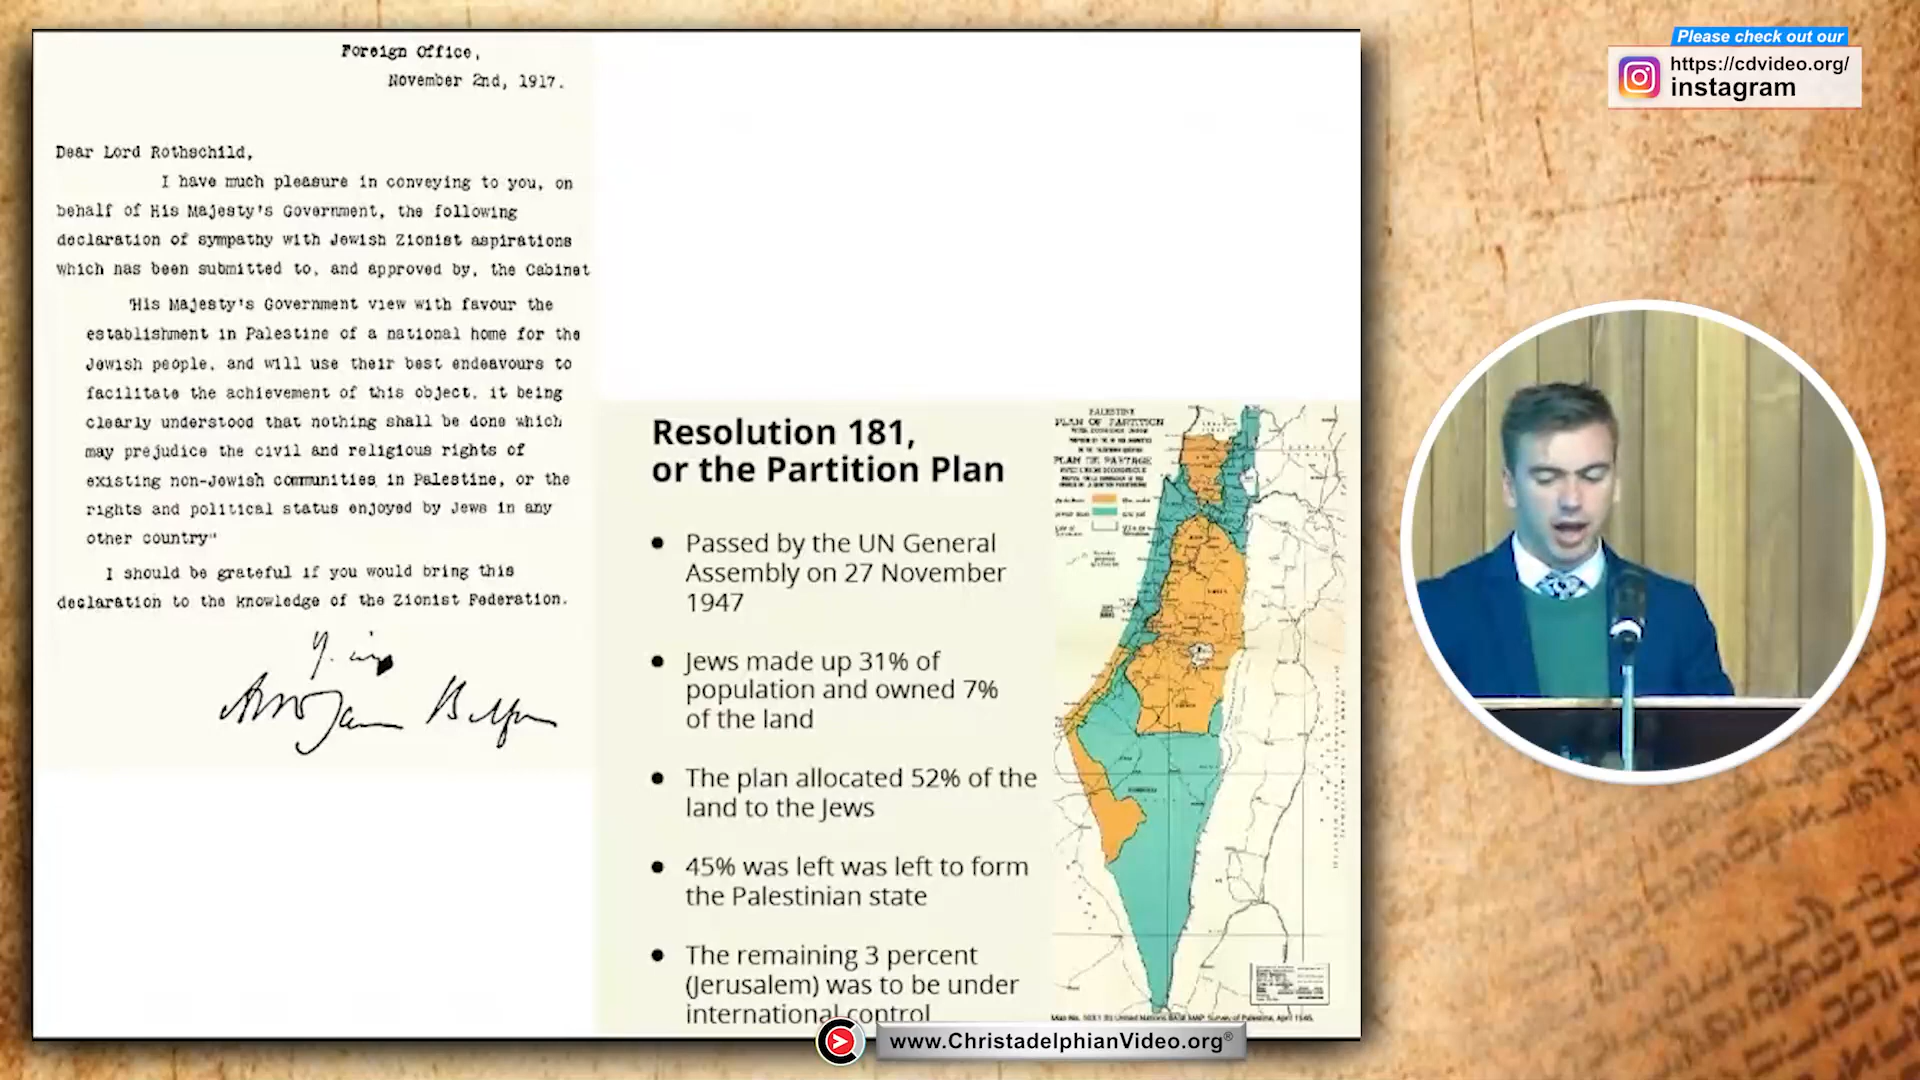 Foreign Office,
November 2nd, 1917.
Dear Lord Rothschild,
I have much pleasure in conveying to you, on
behalf of His Majesty's Government, the following
declaration of sympathy with Jewish Zionist aspirations
which has been submitted to, and approved by, the Cabinet
'His Majesty's Government view with favour the
establishment in Palestine of a national home for the
Jewish people, and will use their best endeavours to
facilitate the achievement of this object, it being
clearly understood that nothing shall be done which
may prejudice the civil and religious rights of
existing non-Jewish communities in Palestine, or the
rights and political status enjoyed by Jews in any
other country"
I should be grateful if you would bring this
declaration to the knowledge of the Zionist Federation.
Resolution 181,
or the Partition Plan
• Passed by the UN General
Assembly on 27 November
1947
• Jews made up 31% of
population and owned 7%
of the land
• The plan allocated 52% of the
land to the Jews
• 45% was left was left to form
the Palestinian state
• The remaining 3 percent
(Jerusalem) was to be under
international control
PALESTINE
PLAN OF PARTITION
PLAN DE PARTAGE
Please check out our
https://cdvideo.org/
instagram
www.ChristadelphianVideo.org®